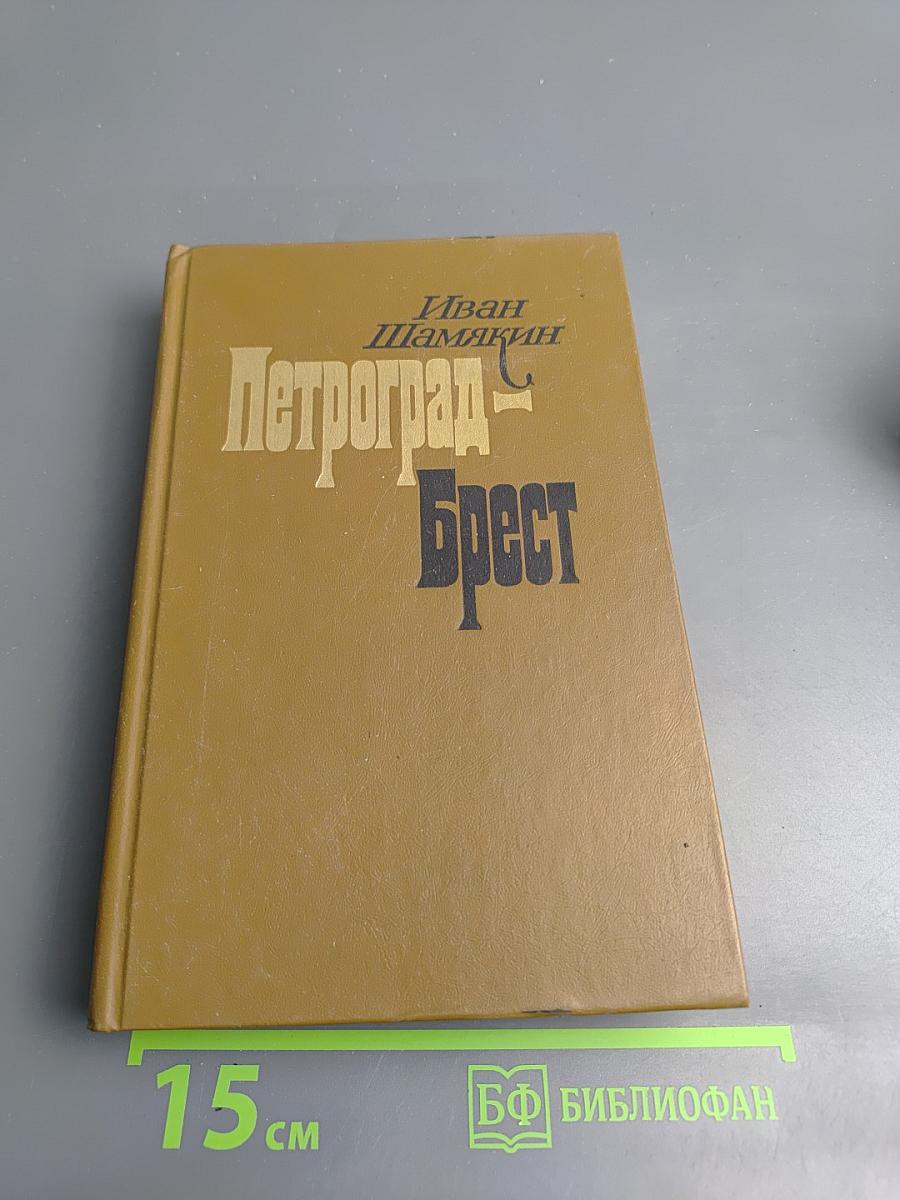 Иван
Шамякин
Петроград-
Брест
15 см
БФ БИБЛИОФАН